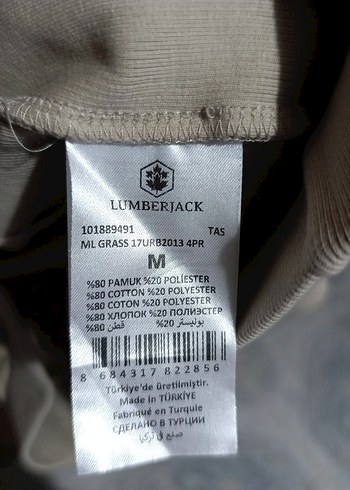 LUMBERJACK
101889491 TAS
ML GRASS 17URB2013 4PR
M
%80 PAMUK %20 POLİESTER
%80 COTTON %20 POLYESTER
%80 COTON %20 POLYESTER
%80 ХЛОПОК %20 ПОЛИЭСТЕР
%80 قطن %20 بوليستر
8 684317 822856
Türkiye'de üretilmiştir.
Made in TÜRKİYE
Fabriqué en Turquie
СДЕЛАНО В ТУРЦИИ
صنع في تركيا